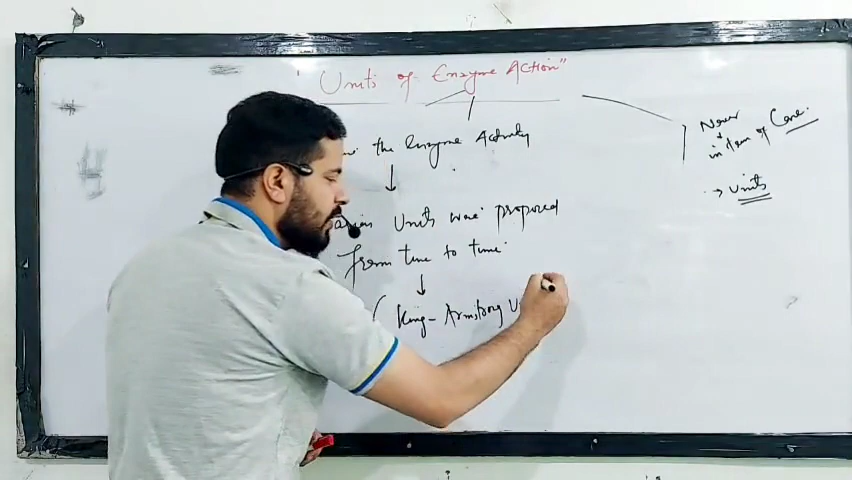 "Units of Enzyme Action"
the Enzyme Activity
Units were proposed
from time to time.
( King-Armstrong U
Never
in term of Conc.
→ Units